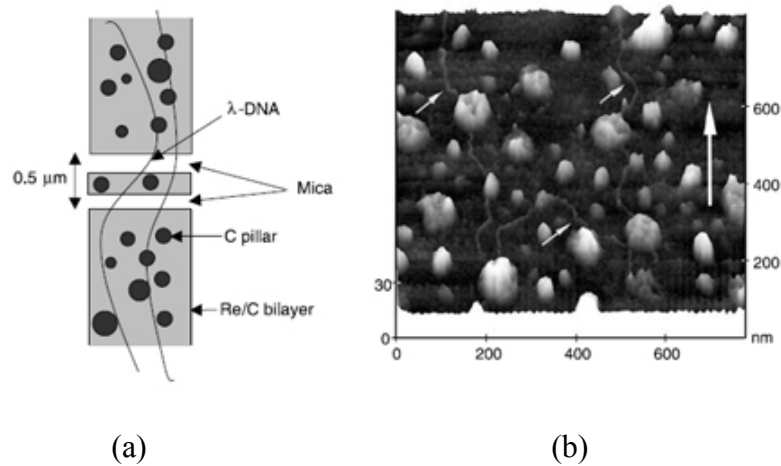 λ-DNA
0.5 μm
Mica
C pillar
Re/C bilayer
(a)
600
400
200
30
0
0
200
400
600
nm
(b)